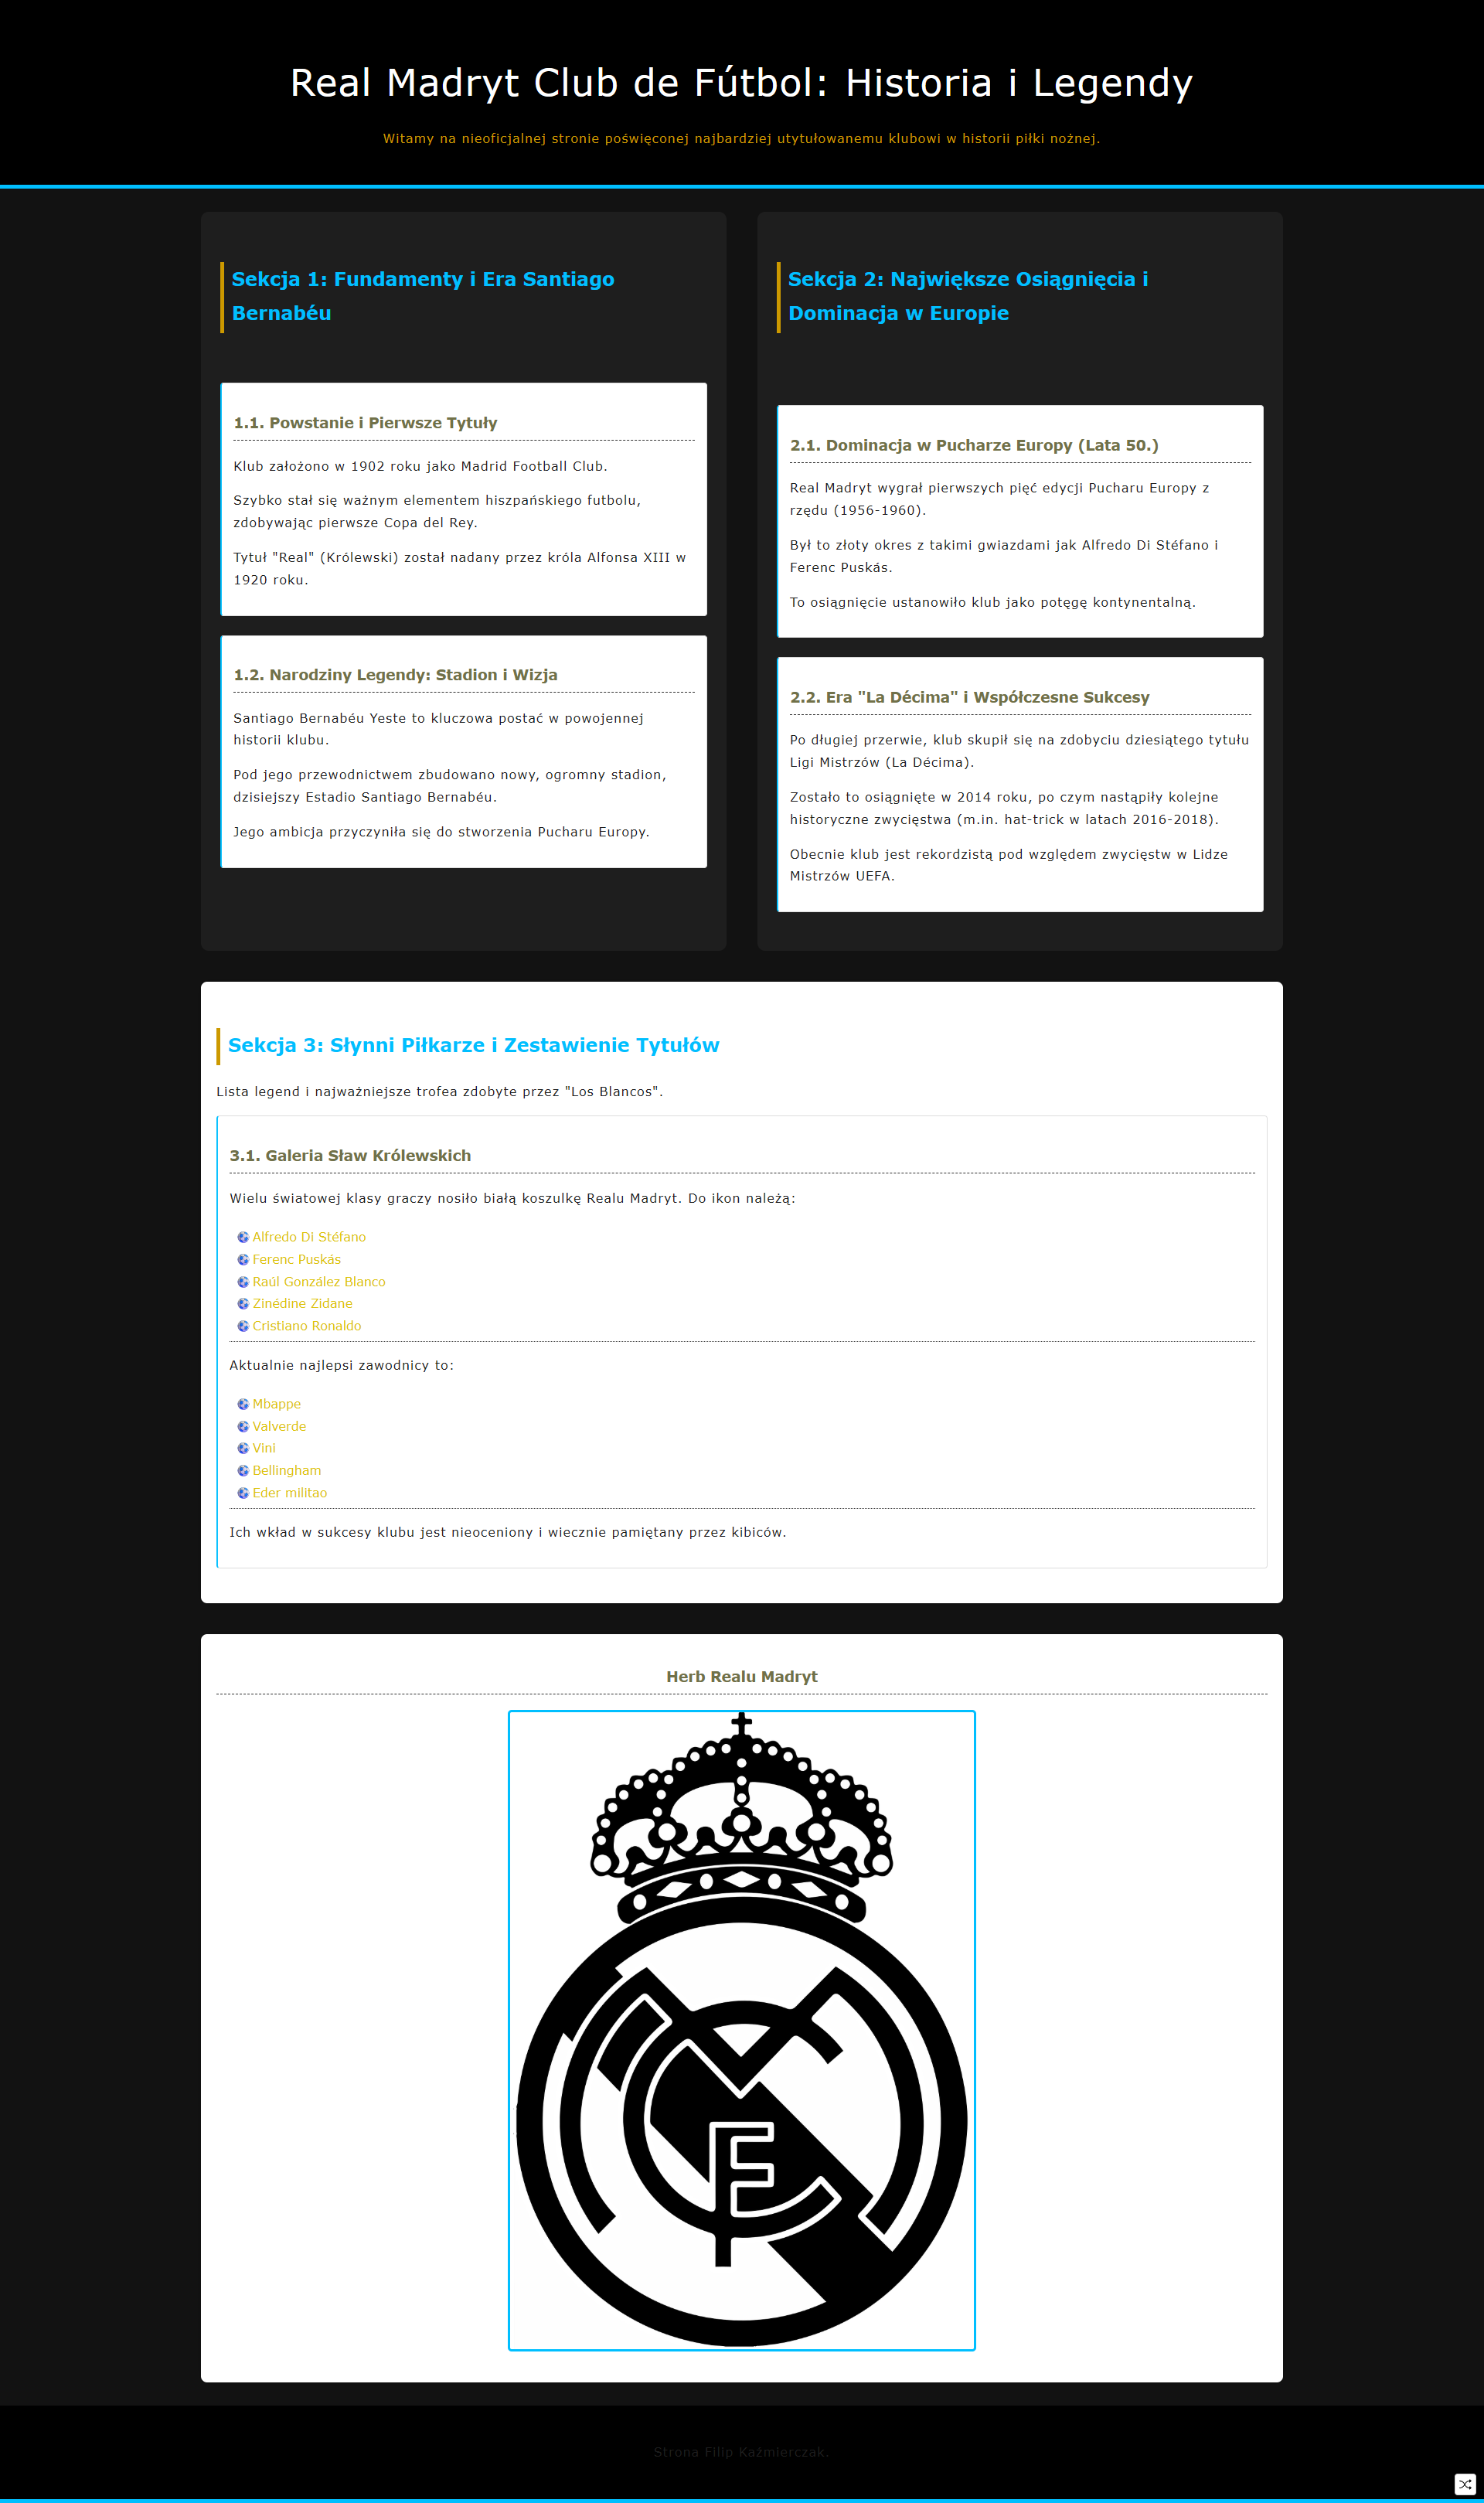 Real Madryt Club de Fútbol: Historia i Legendy
Witamy na nieoficjalnej stronie poświęconej najbardziej utytułowanemu klubowi w historii piłki nożnej.
Sekcja 1: Fundamenty i Era Santiago
Bernabéu
1.1. Powstanie i Pierwsze Tytuły
Klub założono w 1902 roku jako Madrid Football Club.
Szybko stał się ważnym elementem hiszpańskiego futbolu,
zdobywając pierwsze Copa del Rey.
Tytuł "Real" (Królewski) został nadany przez króla Alfonsa XIII w
1920 roku.
1.2. Narodziny Legendy: Stadion i Wizja
Santiago Bernabéu Yeste to kluczowa postać w powojennej
historii klubu.
Pod jego przewodnictwem zbudowano nowy, ogromny stadion,
dzisiejszy Estadio Santiago Bernabéu.
Jego ambicja przyczyniła się do stworzenia Pucharu Europy.
Sekcja 2: Największe Osiągnięcia i
Dominacja w Europie
2.1. Dominacja w Pucharze Europy (Lata 50.)
Real Madryt wygrał pierwszych pięć edycji Pucharu Europy z
rzędu (1956-1960).
Był to złoty okres z takimi gwiazdami jak Alfredo Di Stéfano i
Ferenc Puskás.
To osiągnięcie ustanowiło klub jako potęgę kontynentalną.
2.2. Era "La Décima" i Współczesne Sukcesy
Po długiej przerwie, klub skupił się na zdobyciu dziesiątego tytułu
Ligi Mistrzów (La Décima).
Zostało to osiągnięte w 2014 roku, po czym nastąpiły kolejne
historyczne zwycięstwa (m.in. hat-trick w latach 2016-2018).
Obecnie klub jest rekordzistą pod względem zwycięstw w Lidze
Mistrzów UEFA.
Sekcja 3: Słynni Piłkarze i Zestawienie Tytułów
Lista legend i najważniejsze trofea zdobyte przez "Los Blancos".
3.1. Galeria Sław Królewskich
Wielu światowej klasy graczy nosiło białą koszulkę Realu Madryt. Do ikon należą:
Alfredo Di Stéfano
Ferenc Puskás
Raúl González Blanco
Zinédine Zidane
Cristiano Ronaldo
Aktualnie najlepsi zawodnicy to:
Mbappe
Valverde
Vini
Bellingham
Eder militao
Ich wkład w sukcesy klubu jest nieoceniony i wiecznie pamiętany przez kibiców.
Herb Realu Madryt
Strona Filip Kaźmierczak.